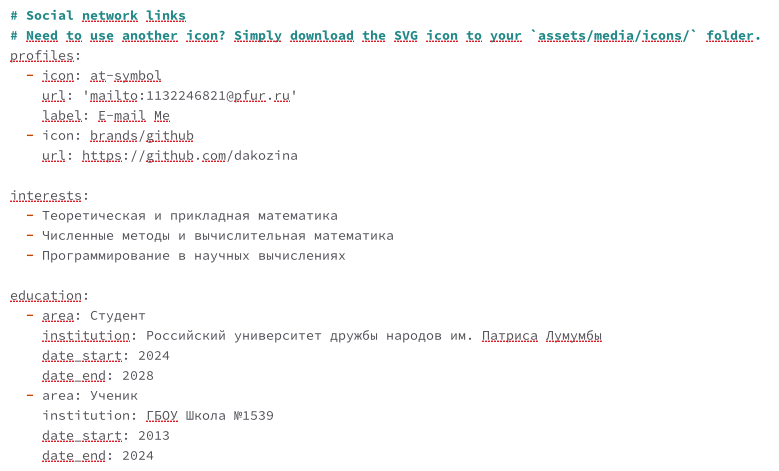 # Social network links
# Need to use another icon? Simply download the SVG icon to your `assets/media/icons/` folder.
profiles:
  - icon: at-symbol
    url: 'mailto:1132246821@pfur.ru'
    label: E-mail Me
  - icon: brands/github
    url: https://github.com/dakozina

interests:
  - Теоретическая и прикладная математика
  - Численные методы и вычислительная математика
  - Программирование в научных вычислениях

education:
  - area: Студент
    institution: Российский университет дружбы народов им. Патриса Лумумбы
    date_start: 2024
    date_end: 2028
  - area: Ученик
    institution: ГБОУ Школа №1539
    date_start: 2013
    date_end: 2024